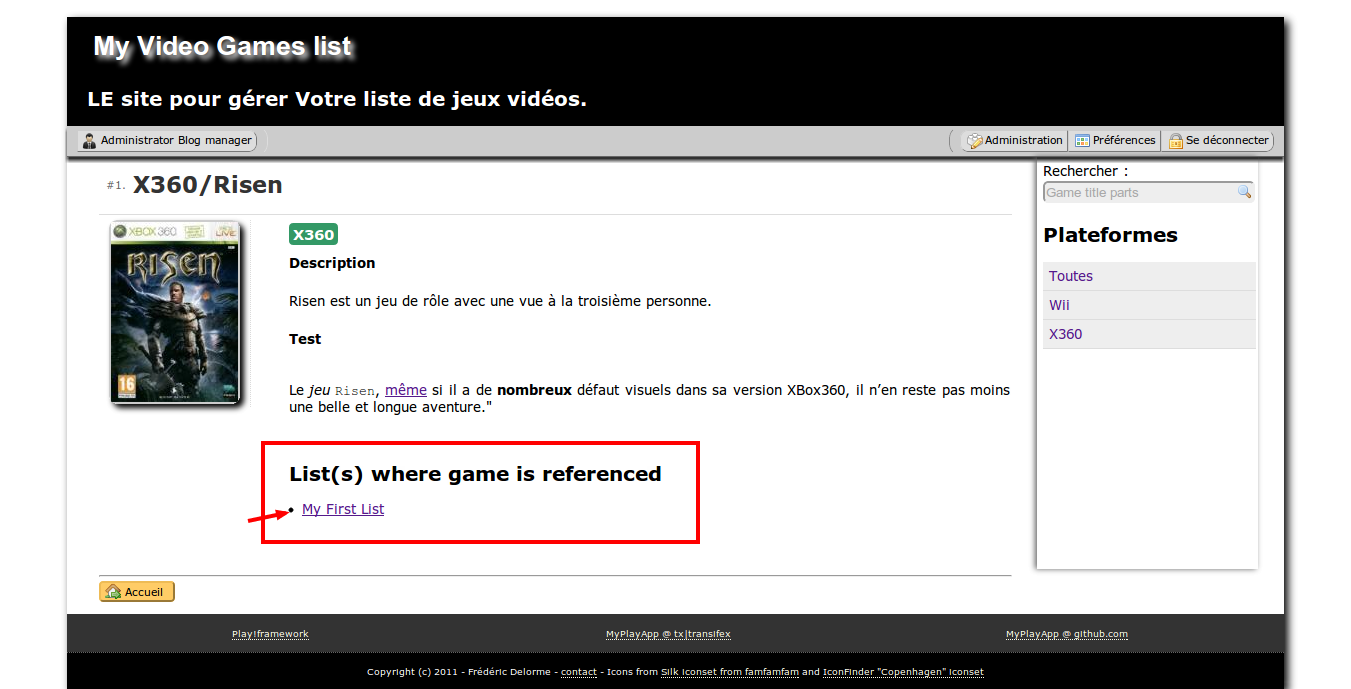 My Video Games list
LE site pour gérer Votre liste de jeux vidéos.
Administrator Blog manager
Administration
Préférences
Se déconnecter
#1. X360/Risen
XBOX 360
LIVE
RISEN
16
X360
Description
Risen est un jeu de rôle avec une vue à la troisième personne.
Test
Le jeu Risen, même si il a de nombreux défaut visuels dans sa version XBox360, il n’en reste pas moins
une belle et longue aventure."
List(s) where game is referenced
• My First List
Rechercher :
Game title parts
Plateformes
Toutes
Wii
X360
Accueil
Play!framework
MyPlayApp @ tx|transifex
MyPlayApp @ github.com
Copyright (c) 2011 - Frédéric Delorme - contact - Icons from Silk iconset from famfamfam and IconFinder "Copenhagen" iconset